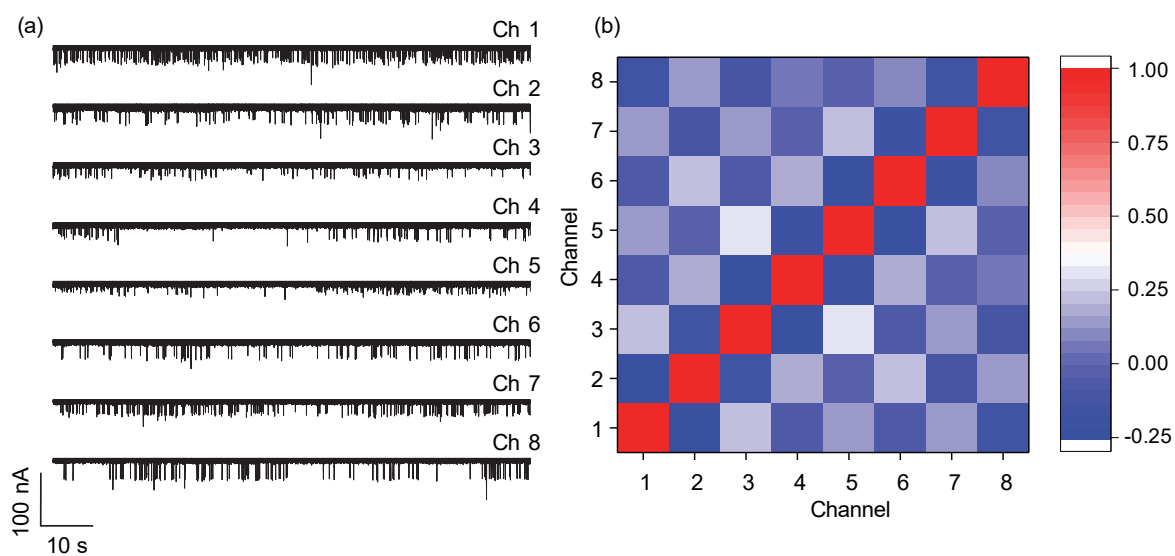 (a)
Ch 1
Ch 2
Ch 3
Ch 4
Ch 5
Ch 6
Ch 7
Ch 8
100 nA
10 s
(b)
8
7
6
5
4
3
2
1
Channel
1 2 3 4 5 6 7 8
Channel
1.00
0.75
0.50
0.25
0.00
-0.25